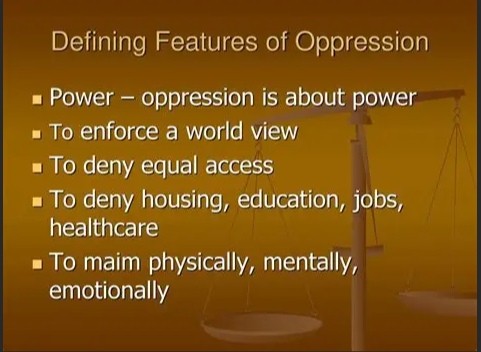 Defining Features of Oppression
Power – oppression is about power
To enforce a world view
To deny equal access
To deny housing, education, jobs,
healthcare
To maim physically, mentally,
emotionally